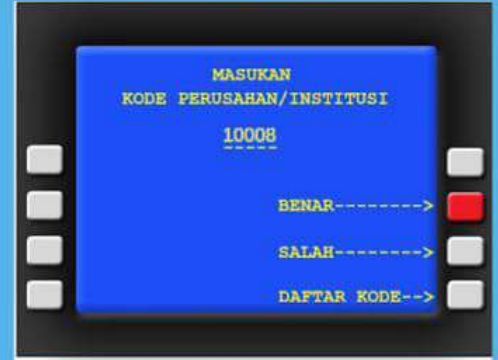 MASUKAN
KODE PERUSAHAN/INSTITUSI
10008
BENAR-------->
SALAH-------->
DAFTAR KODE-->